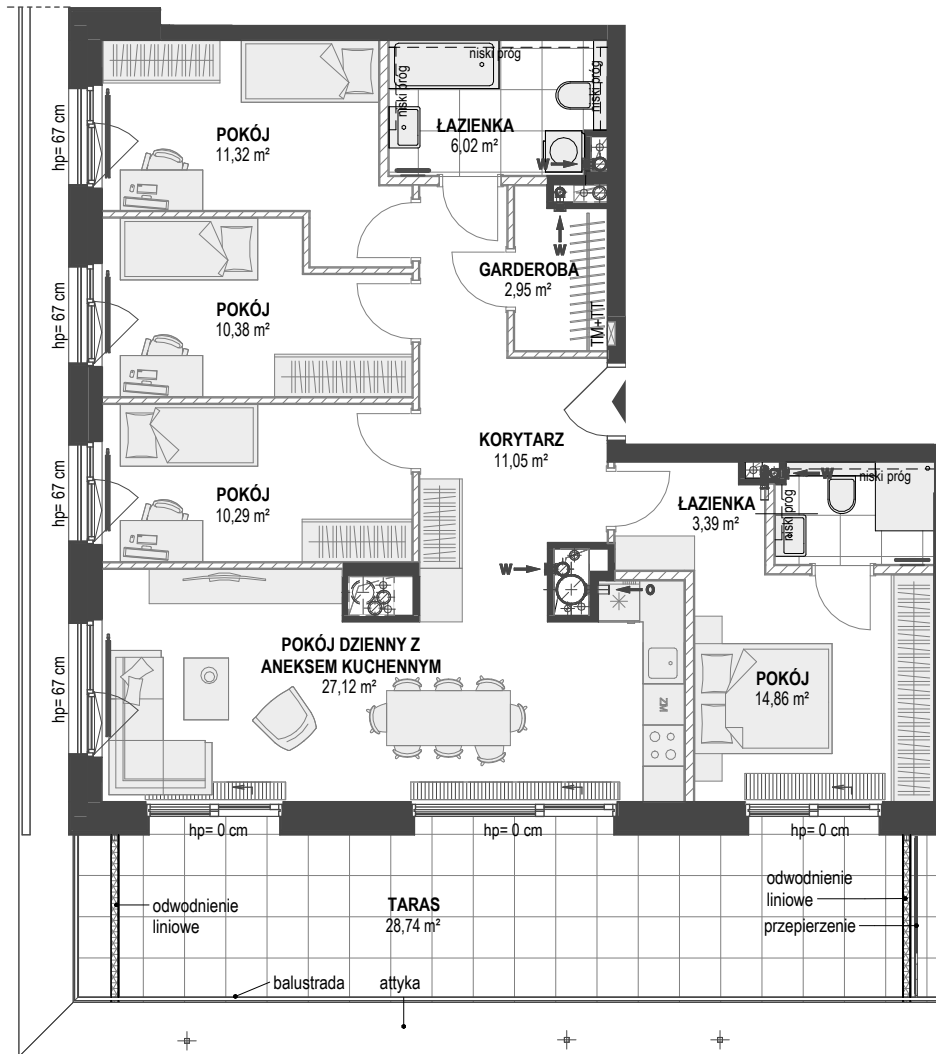 niski próg
niski próg
niski próg
hp= 67 cm
POKÓJ
11,32 m²
ŁAZIENKA
6,02 m²
W
W
GARDEROBA
2,95 m²
TM+ITI
hp= 67 cm
POKÓJ
10,38 m²
KORYTARZ
11,05 m²
hp= 67 cm
POKÓJ
10,29 m²
ŁAZIENKA
3,39 m²
W
niski próg
niski próg
W
O
POKÓJ DZIENNY Z
ANEKSEM KUCHENNYM
27,12 m²
hp= 67 cm
ZM
POKÓJ
14,86 m²
hp= 0 cm
hp= 0 cm
hp= 0 cm
odwodnienie
liniowe
TARAS
28,74 m²
odwodnienie
liniowe
przepierzenie
balustrada
attyka